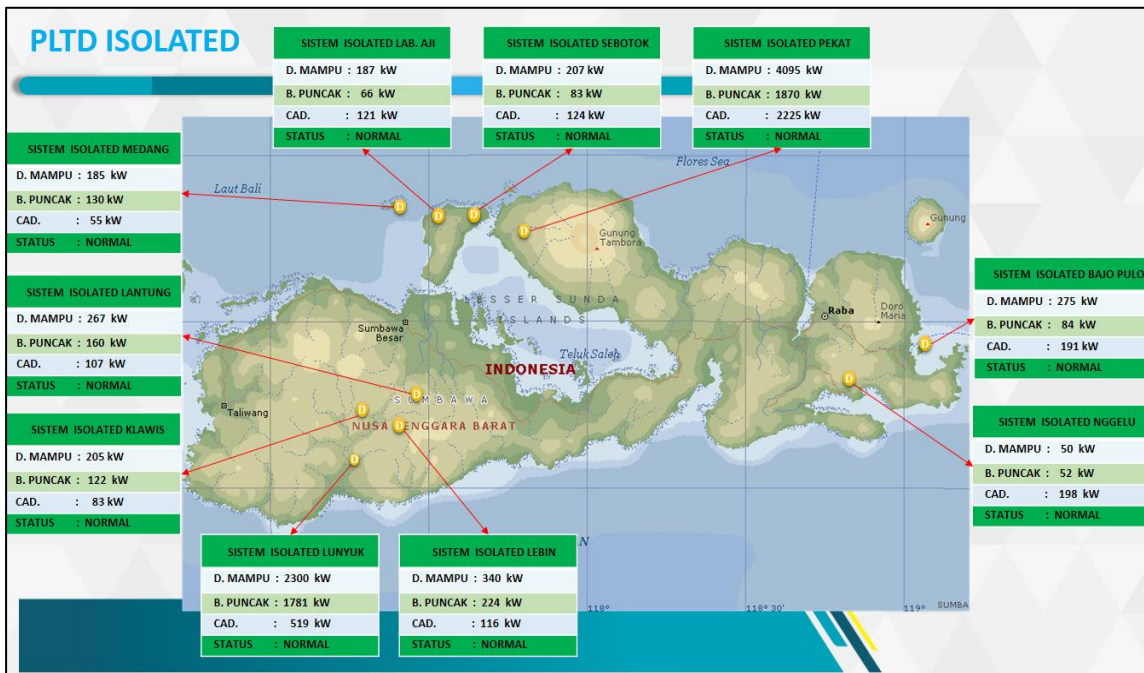 PLTD ISOLATED
SISTEM ISOLATED LAB. AJI
D. MAMPU : 187 kW
B. PUNCAK : 66 kW
CAD. : 121 kW
STATUS : NORMAL
SISTEM ISOLATED SEBOTOK
D. MAMPU : 207 kW
B. PUNCAK : 83 kW
CAD. : 124 kW
STATUS : NORMAL
SISTEM ISOLATED PEKAT
D. MAMPU : 4095 kW
B. PUNCAK : 1870 kW
CAD. : 2225 kW
STATUS : NORMAL
SISTEM ISOLATED MEDANG
D. MAMPU : 185 kW
B. PUNCAK : 130 kW
CAD. : 55 kW
STATUS : NORMAL
SISTEM ISOLATED LANTUNG
D. MAMPU : 267 kW
B. PUNCAK : 160 kW
CAD. : 107 kW
STATUS : NORMAL
SISTEM ISOLATED KLAWIS
D. MAMPU : 205 kW
B. PUNCAK : 122 kW
CAD. : 83 kW
STATUS : NORMAL
Laut Bali
Flores Sea
D
D
D
D
D
D
D
D
D
D
Gunung
Tambora
Gunung
LESSER SUNDA
ISLANDS
Sumbawa
Besar
Teluk Saleh
INDONESIA
Raba
Doro
Maria
Taliwang
SUMBAWA
NUSA TENGGARA BARAT
N
118°
118°30'
119°
SUMBA
SISTEM ISOLATED BAJO PULO
D. MAMPU : 275 kW
B. PUNCAK : 84 kW
CAD. : 191 kW
STATUS : NORMAL
SISTEM ISOLATED NGGELU
D. MAMPU : 50 kW
B. PUNCAK : 52 kW
CAD. : 198 kW
STATUS : NORMAL
SISTEM ISOLATED LUNYUK
D. MAMPU : 2300 kW
B. PUNCAK : 1781 kW
CAD. : 519 kW
STATUS : NORMAL
SISTEM ISOLATED LEBIN
D. MAMPU : 340 kW
B. PUNCAK : 224 kW
CAD. : 116 kW
STATUS : NORMAL